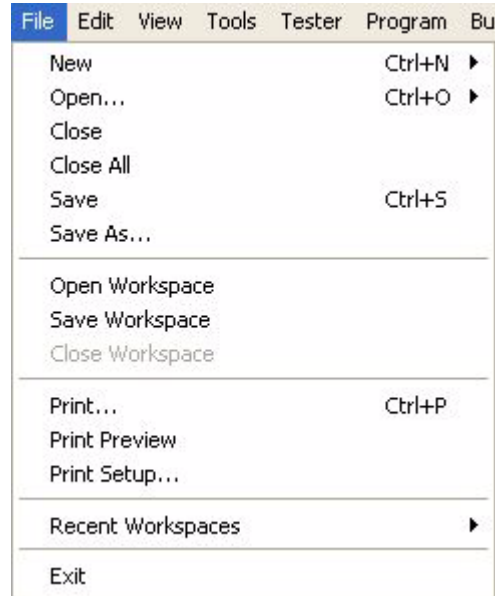 File Edit View Tools Tester Program Bu
New Ctrl+N
Open... Ctrl+O
Close
Close All
Save Ctrl+S
Save As...
Open Workspace
Save Workspace
Close Workspace
Print... Ctrl+P
Print Preview
Print Setup...
Recent Workspaces
Exit